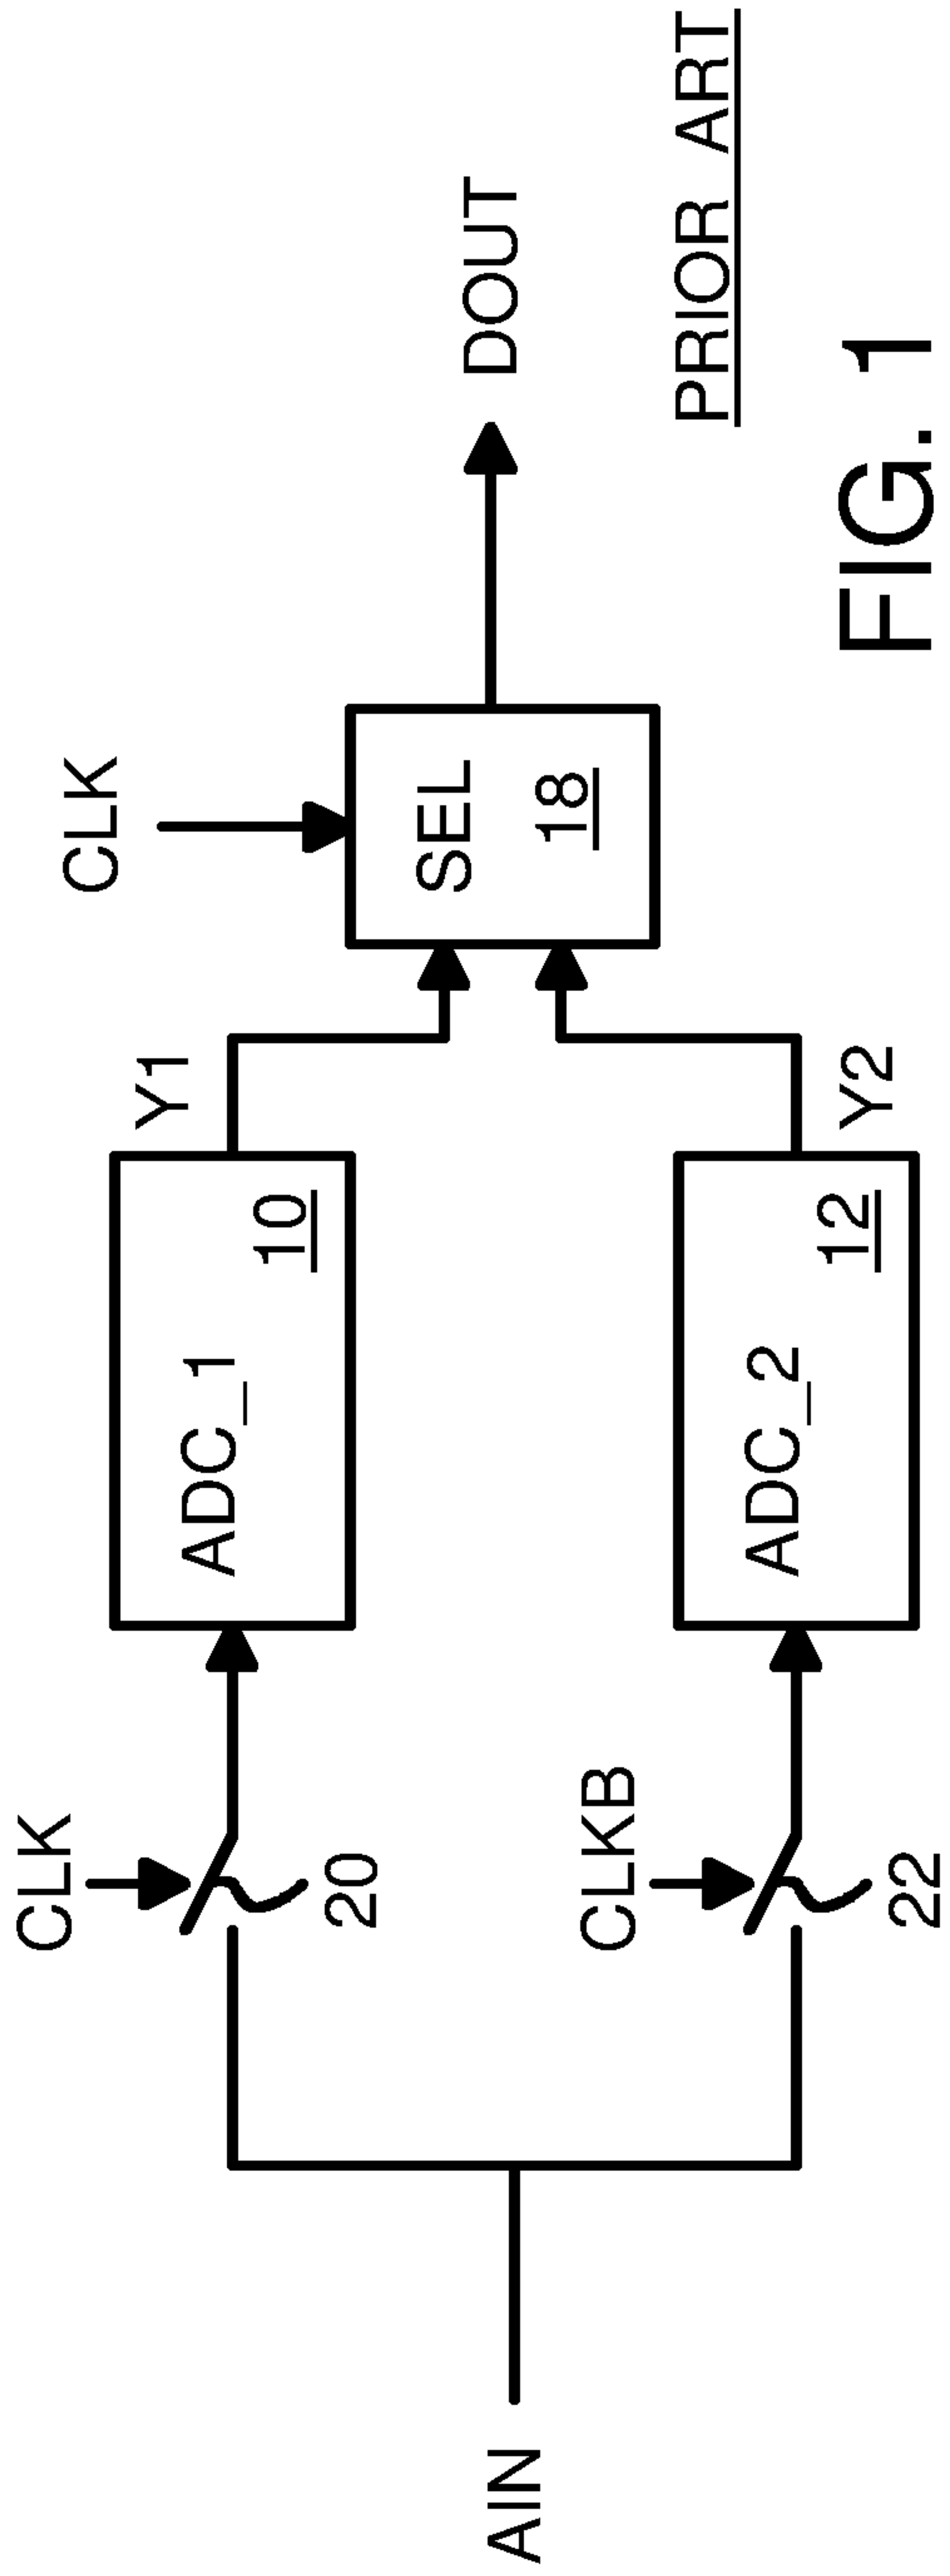 CLK
ADC_1
10
Y1
20
CLK
SEL
18
AIN
DOUT
CLKB
ADC_2
12
Y2
22
PRIOR ART
FIG. 1